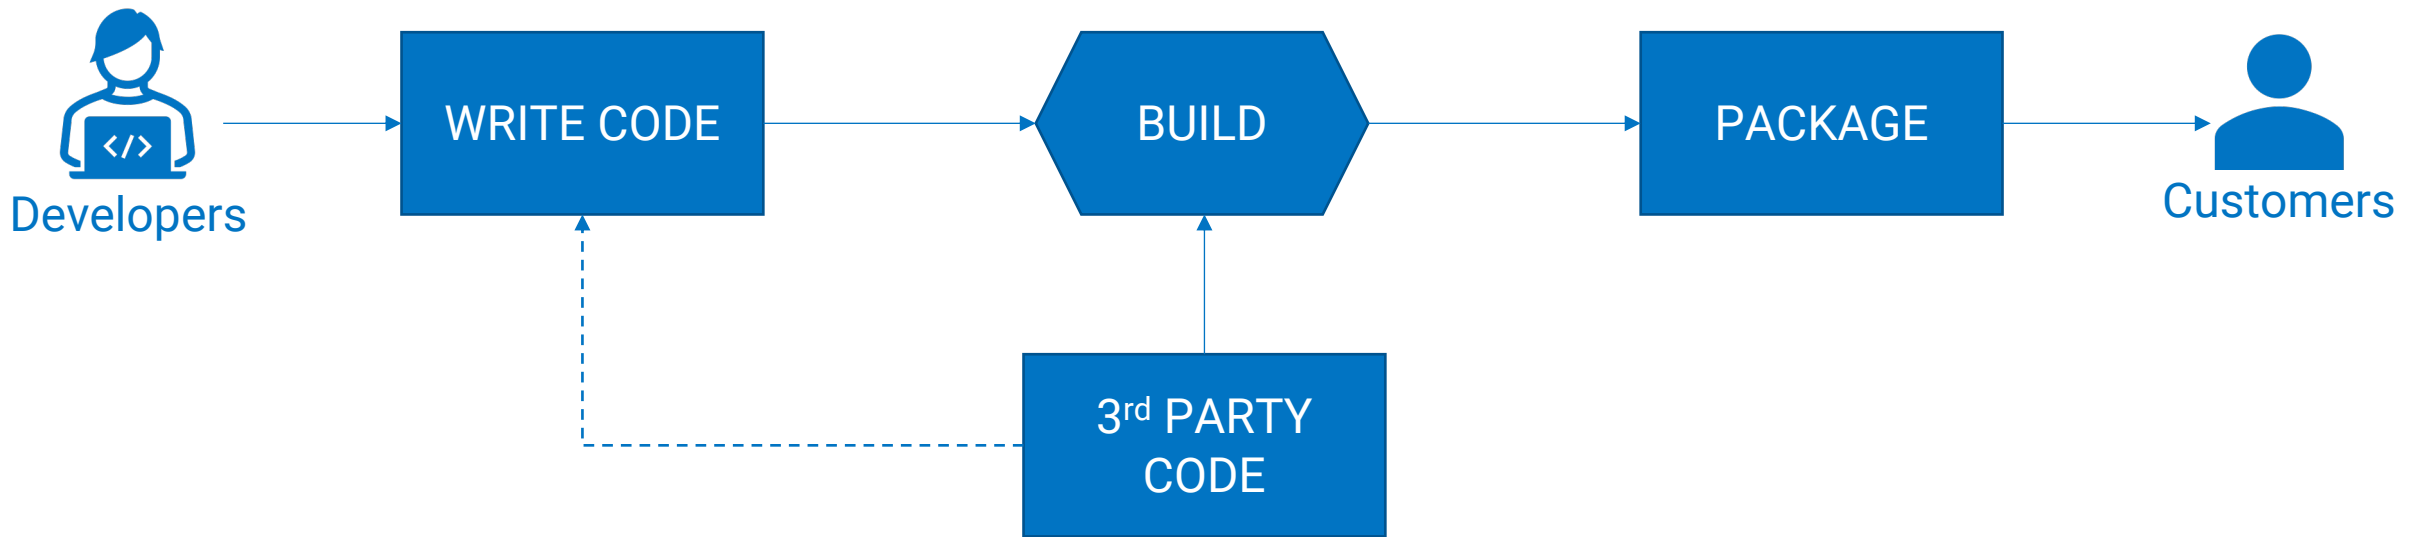 </>
Developers
WRITE CODE
BUILD
PACKAGE
Customers
3rd PARTY
CODE